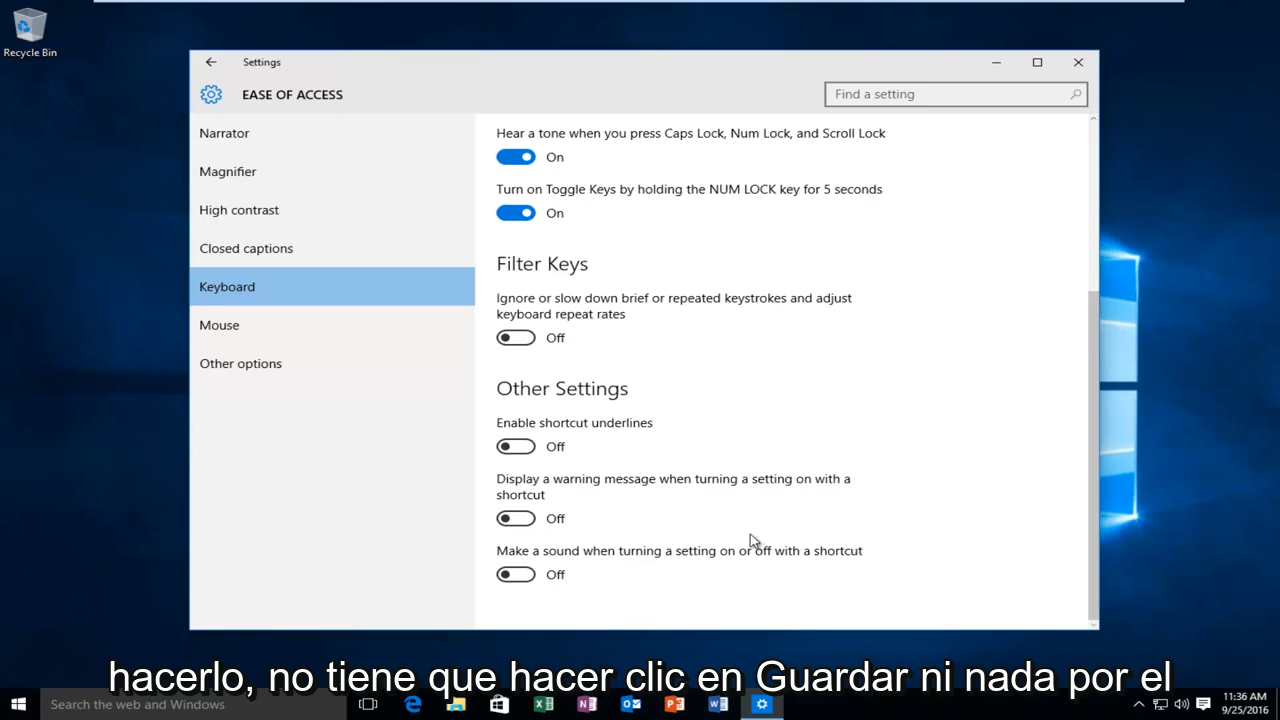 Recycle Bin
Settings
EASE OF ACCESS
Find a setting
Narrator
Magnifier
High contrast
Closed captions
Keyboard
Mouse
Other options
Hear a tone when you press Caps Lock, Num Lock, and Scroll Lock
On
Turn on Toggle Keys by holding the NUM LOCK key for 5 seconds
On
Filter Keys
Ignore or slow down brief or repeated keystrokes and adjust
keyboard repeat rates
Off
Other Settings
Enable shortcut underlines
Off
Display a warning message when turning a setting on with a
shortcut
Off
Make a sound when turning a setting on or off with a shortcut
Off
hacerlo, no tiene que hacer clic en Guardar ni nada por el
Search the web and Windows
11:36 AM
9/25/2016